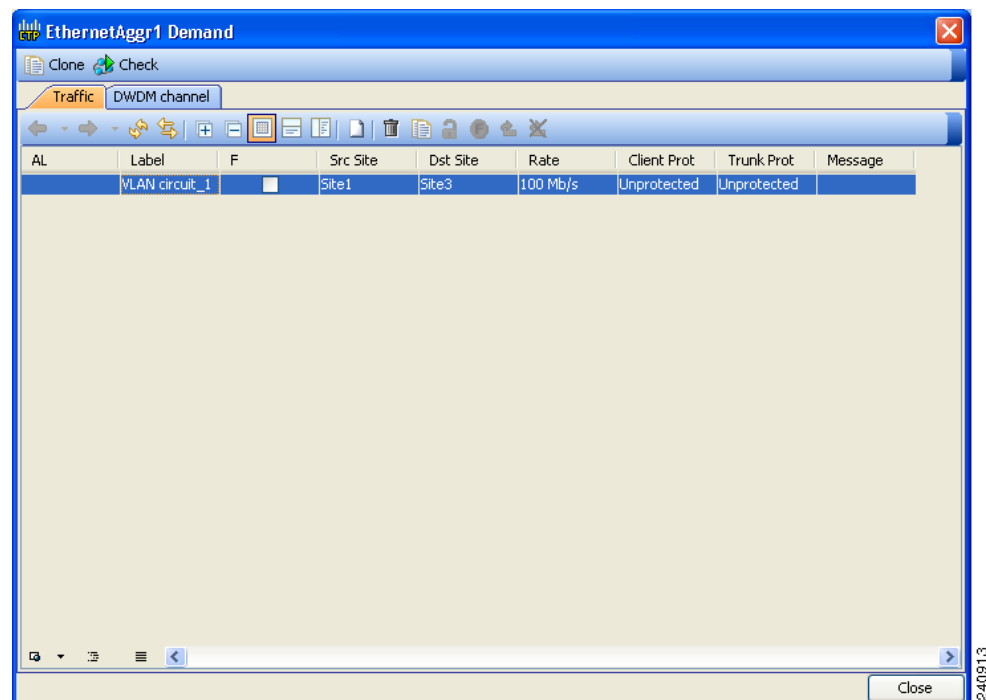 CTP EthernetAggr1 Demand
Clone Check
Traffic DWDM channel
AL Label F Src Site Dst Site Rate Client Prot Trunk Prot Message
VLAN circuit_1 Site1 Site3 100 Mb/s Unprotected Unprotected
Close
240913